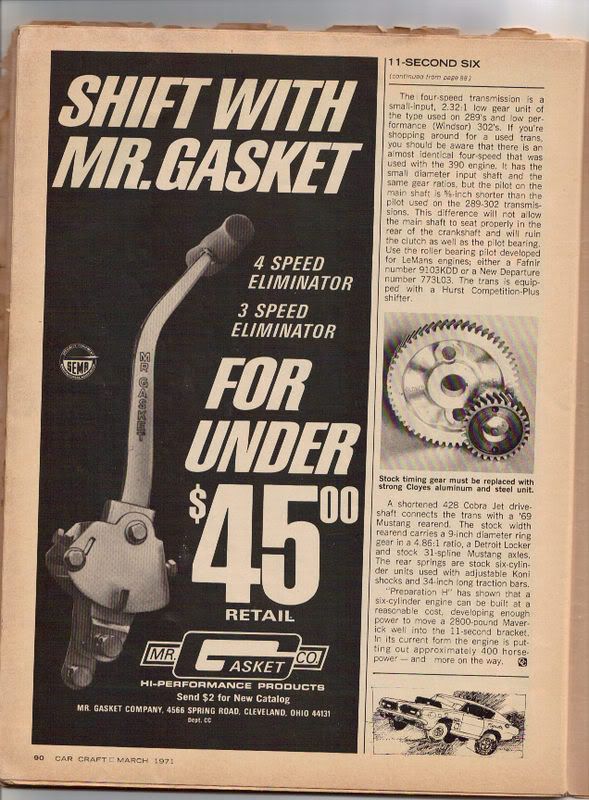 SHIFT WITH
MR. GASKET
4 SPEED
ELIMINATOR
3 SPEED
ELIMINATOR
MR. GASKET
SEMA
FOR
UNDER
$45.00
RETAIL
MR. GASKET CO.
HI-PERFORMANCE PRODUCTS
Send $2 for New Catalog
MR. GASKET COMPANY, 4566 SPRING ROAD, CLEVELAND, OHIO 44131
Dept. CC
11-SECOND SIX
(continued from page 88)
The four-speed transmission is a
small-input, 2.32:1 low gear unit of
the type used on 289's and low per-
formance (Windsor) 302's. If you're
shopping around for a used trans,
you should be aware that there is an
almost identical four-speed that was
used with the 390 engine. It has the
small diameter input shaft and the
same gear ratios, but the pilot on the
main shaft is ⅝-inch shorter than the
pilot used on the 289-302 transmis-
sions. This difference will not allow
the main shaft to seat properly in the
rear of the crankshaft and will ruin
the clutch as well as the pilot bearing.
Use the roller bearing pilot developed
for LeMans engines; either a Fafnir
number 9103KDD or a New Departure
number 773L03. The trans is equip-
ped with a Hurst Competition-Plus
shifter.
Stock timing gear must be replaced with
strong Cloyes aluminum and steel unit.
A shortened 428 Cobra Jet drive-
shaft connects the trans with a '69
Mustang rearend. The stock width
rearend carries a 9-inch diameter ring
gear in a 4.86:1 ratio, a Detroit Locker
and stock 31-spline Mustang axles.
The rear springs are stock six-cylin-
der units used with adjustable Koni
shocks and 34-inch long traction bars.
"Preparation H" has shown that a
six-cylinder engine can be built at a
reasonable cost, developing enough
power to move a 2800-pound Maver-
ick well into the 11-second bracket.
In its current form the engine is put-
ting out approximately 400 horse-
power — and more on the way.
90 CAR CRAFT □ MARCH 1971